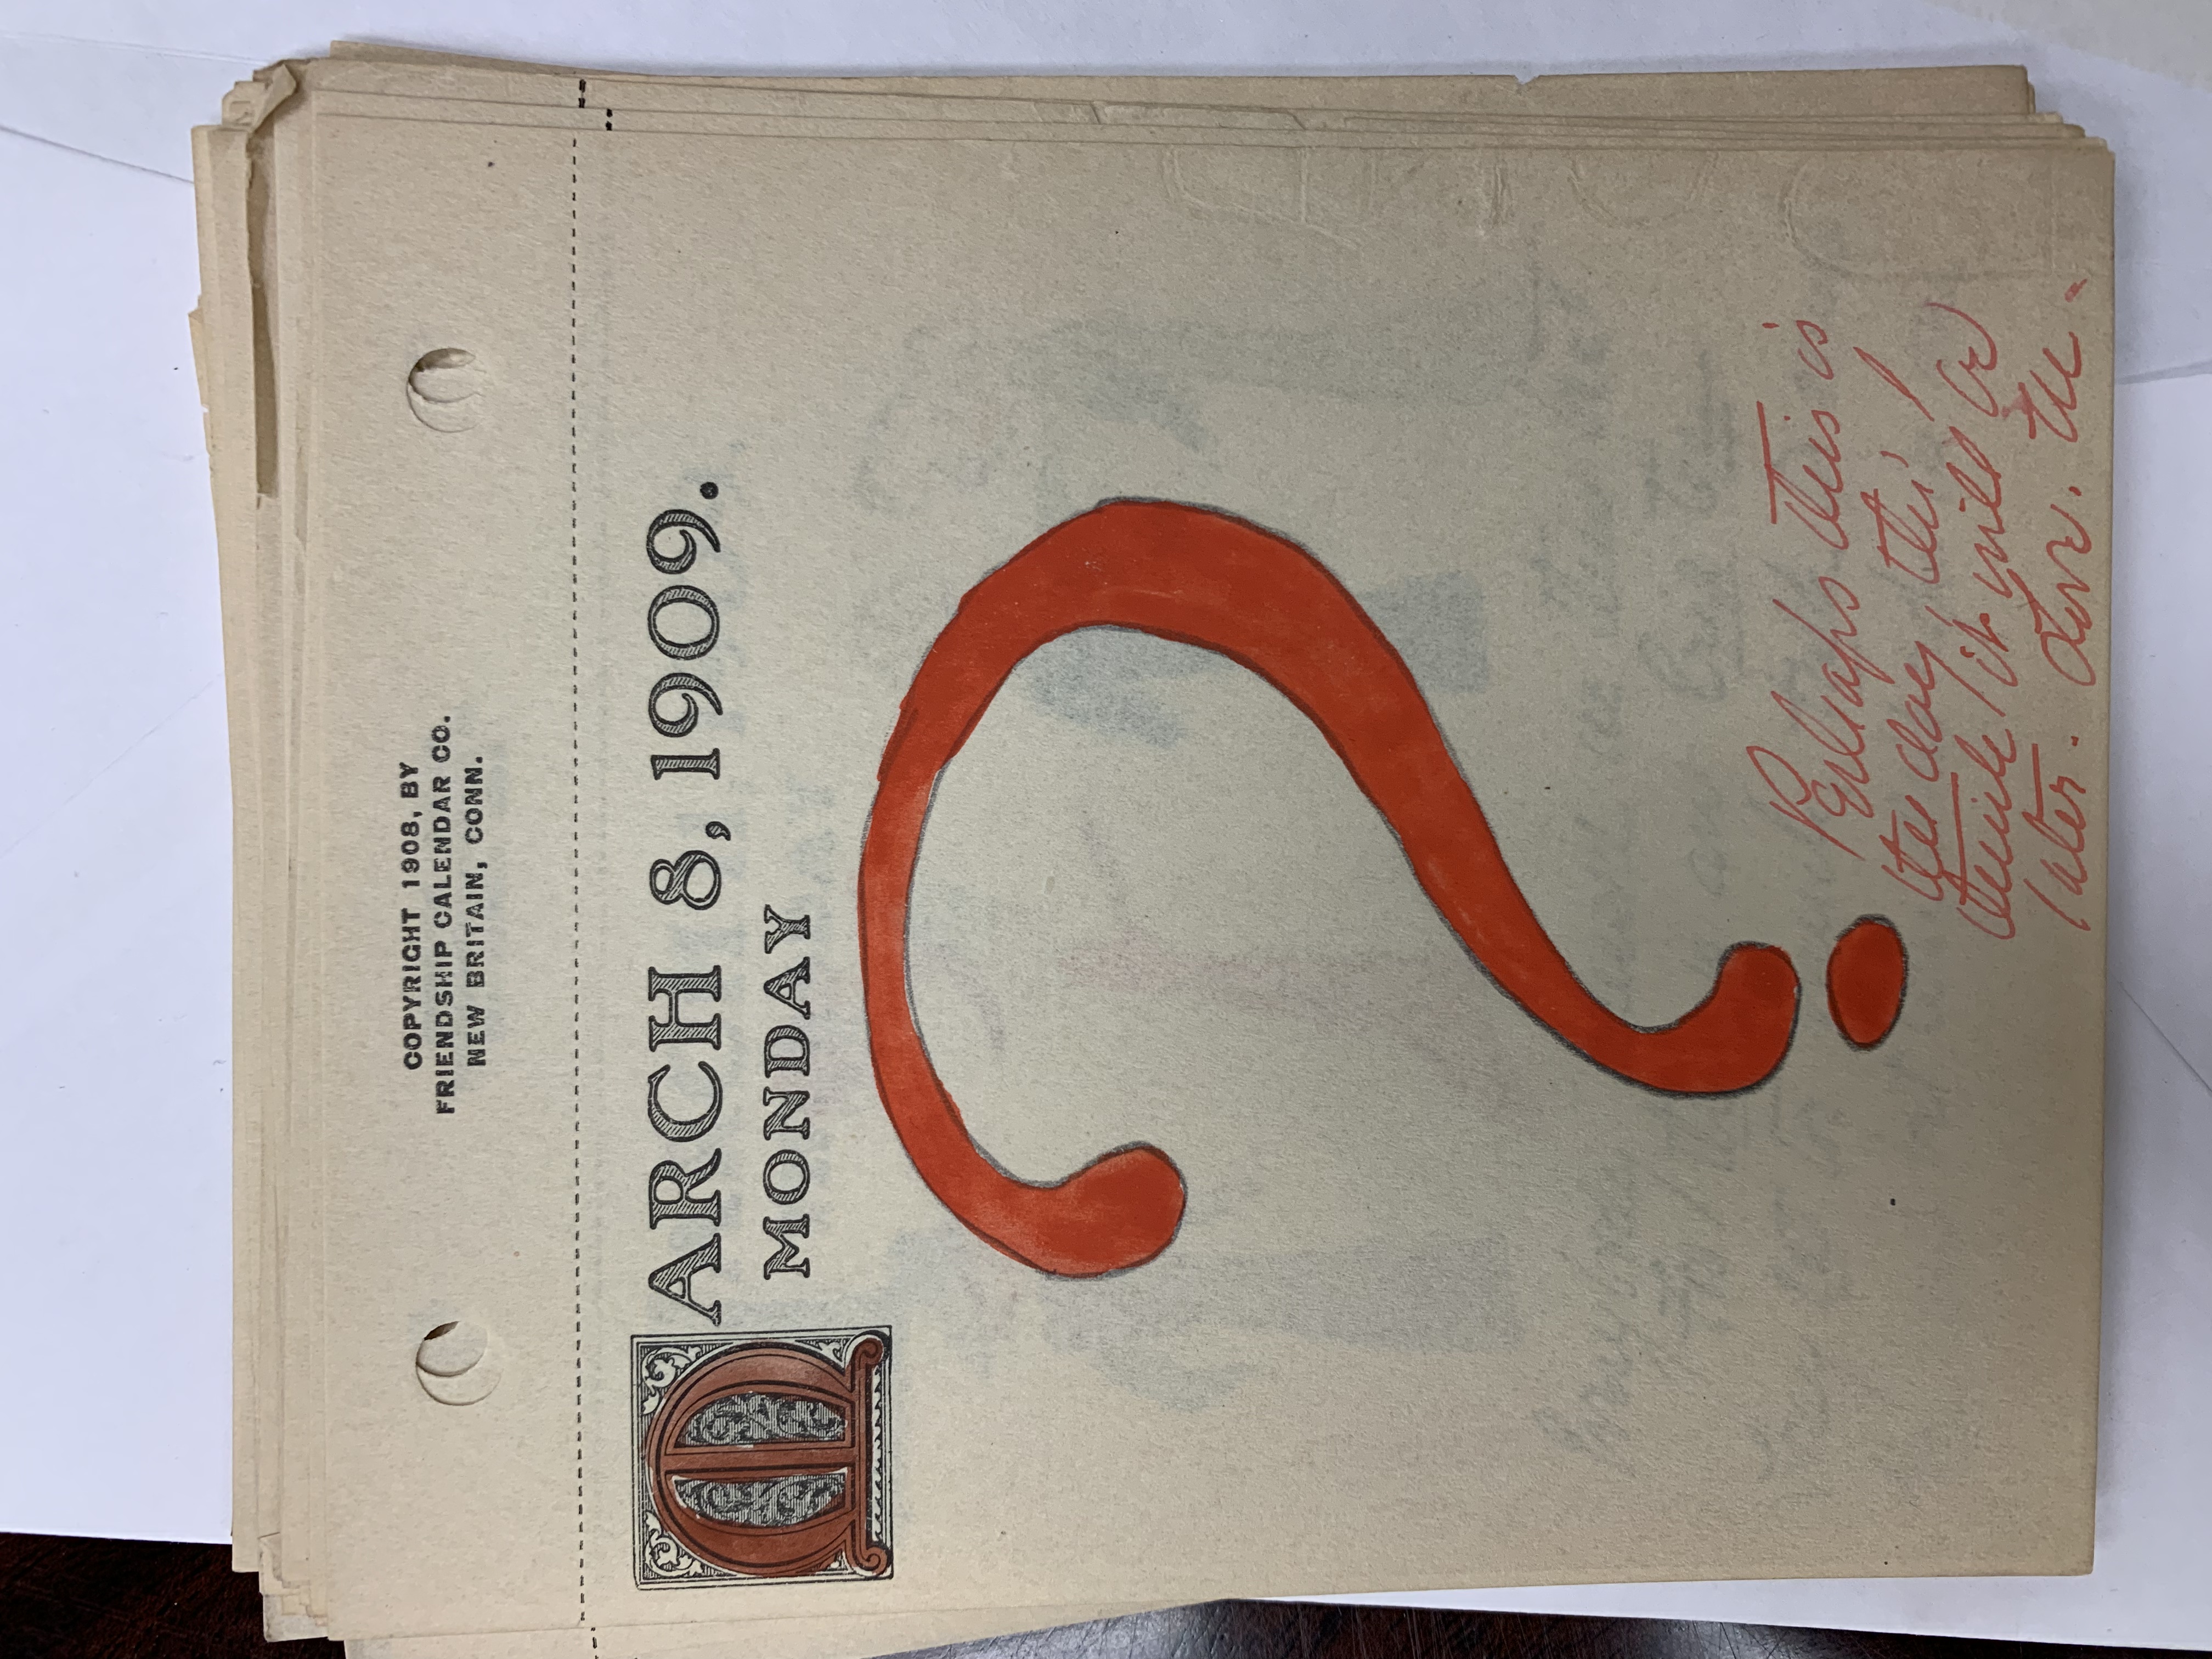 COPYRIGHT 1908, BY
FRIENDSHIP CALENDAR CO.
NEW BRITAIN, CONN.
MARCH 8, 1909.
MONDAY
?
Perhaps this is
the day, tho' I
think it will be
later. Love.